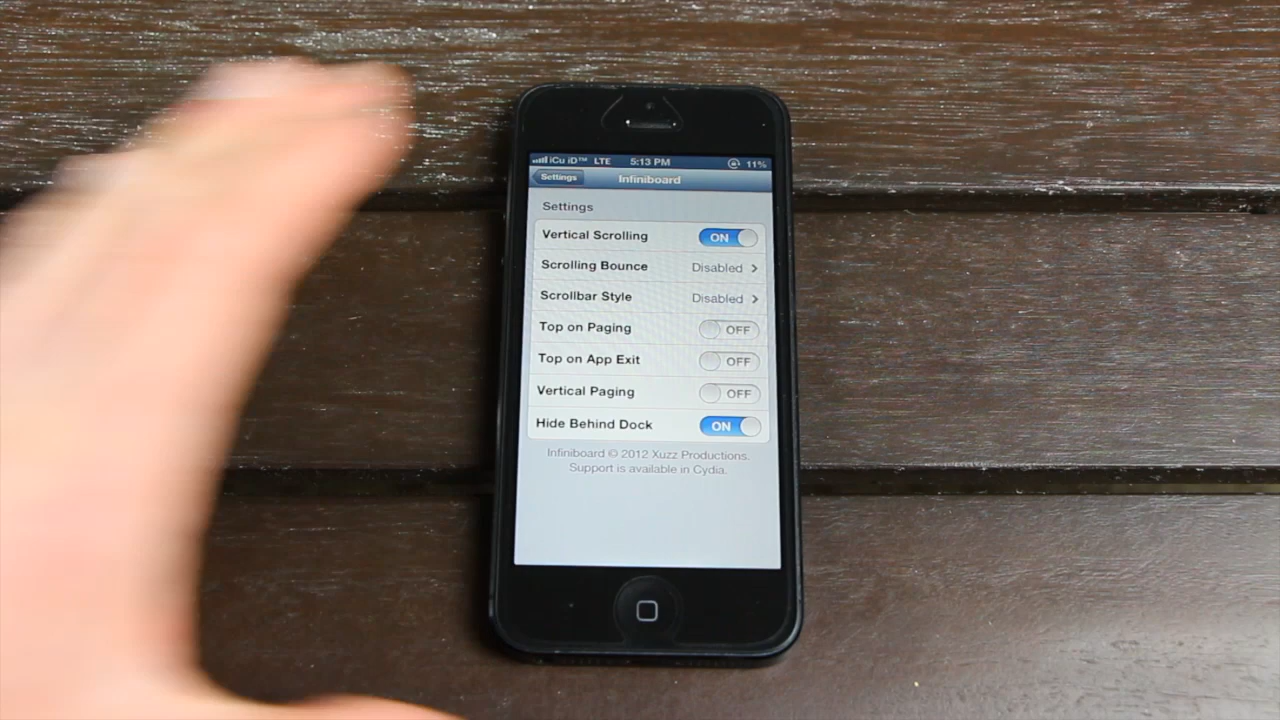 iCu iD™ LTE 5:13 PM 11%
Settings Infiniboard
Settings
Vertical Scrolling ON
Scrolling Bounce Disabled
Scrollbar Style Disabled
Top on Paging OFF
Top on App Exit OFF
Vertical Paging OFF
Hide Behind Dock ON
Infiniboard © 2012 Xuzz Productions.
Support is available in Cydia.